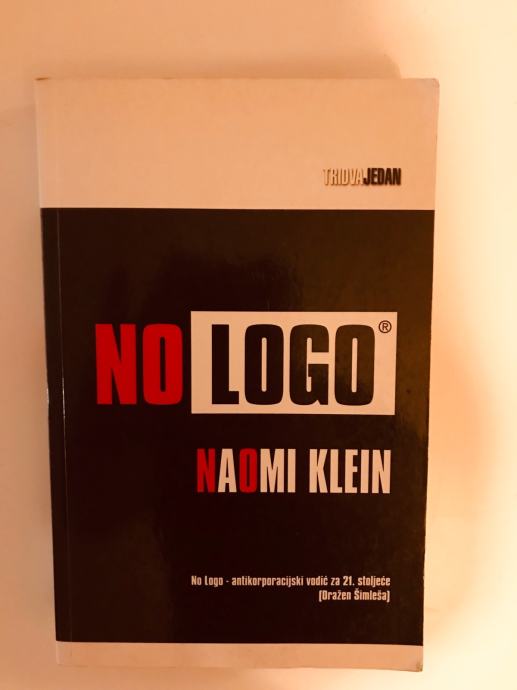 TRIDVAJEDAN
NO LOGO®
NAOMI KLEIN
No Logo - antikorporacijski vodič za 21. stoljeće
(Dražen Šimleša)